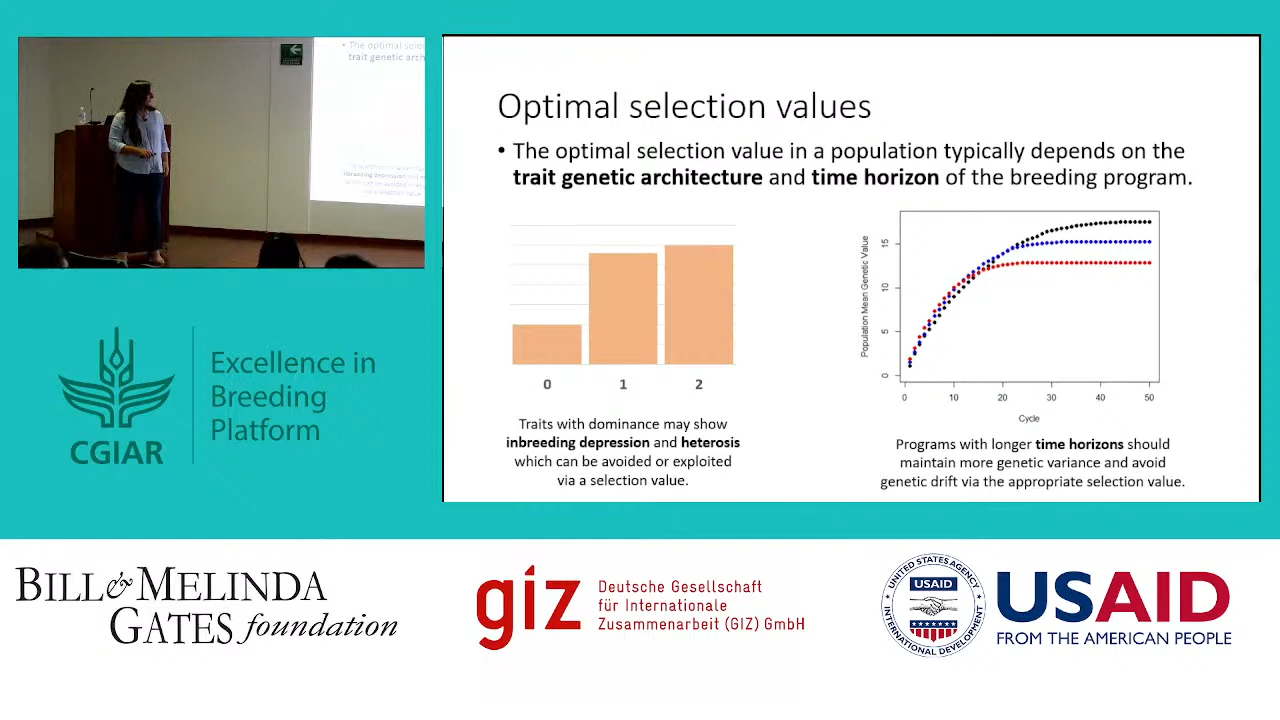 Optimal selection values
• The optimal selection value in a population typically depends on the
trait genetic architecture and time horizon of the breeding program.
0 1 2
Traits with dominance may show
inbreeding depression and heterosis
which can be avoided or exploited
via a selection value.
Population Mean Genetic Value
15
10
5
0
0 10 20 30 40 50
Cycle
Programs with longer time horizons should
maintain more genetic variance and avoid
genetic drift via the appropriate selection value.
• The optimal selec
trait genetic arch
CGIAR
Excellence in
Breeding
Platform
BILL & MELINDA
GATES foundation
giz
Deutsche Gesellschaft
für Internationale
Zusammenarbeit (GIZ) GmbH
UNITED STATES AGENCY
USAID
INTERNATIONAL DEVELOPMENT
USAID
FROM THE AMERICAN PEOPLE